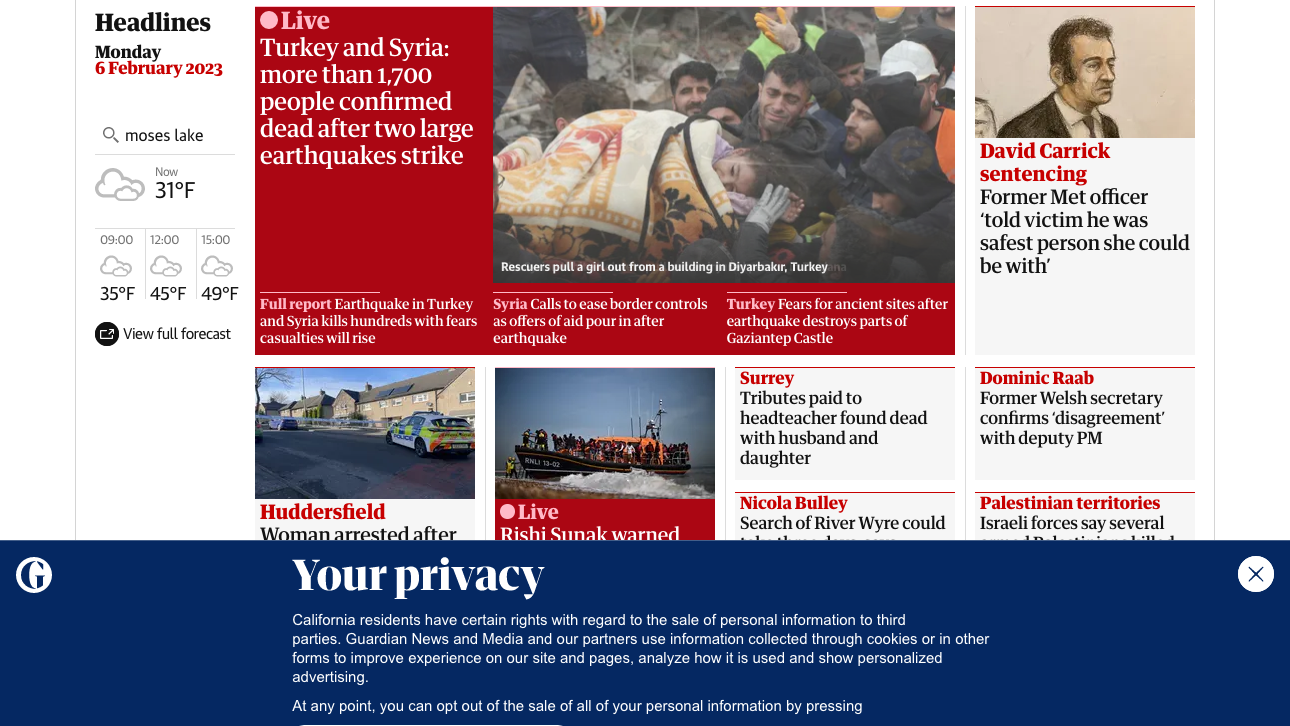 Headlines
Monday
6 February 2023
moses lake
Now
31°F
09:00
12:00
15:00
35°F
45°F
49°F
View full forecast
Live
Turkey and Syria:
more than 1,700
people confirmed
dead after two large
earthquakes strike
Rescuers pull a girl out from a building in Diyarbakır, Turkey
Full report Earthquake in Turkey
and Syria kills hundreds with fears
casualties will rise
Syria Calls to ease border controls
as offers of aid pour in after
earthquake
Turkey Fears for ancient sites after
earthquake destroys parts of
Gaziantep Castle
David Carrick
sentencing
Former Met officer
‘told victim he was
safest person she could
be with’
POLICE
Huddersfield
Woman arrested after
RNLI 13-02
Live
Rishi Sunak warned
Surrey
Tributes paid to
headteacher found dead
with husband and
daughter
Dominic Raab
Former Welsh secretary
confirms ‘disagreement’
with deputy PM
Nicola Bulley
Search of River Wyre could
Palestinian territories
Israeli forces say several
Your privacy
California residents have certain rights with regard to the sale of personal information to third
parties. Guardian News and Media and our partners use information collected through cookies or in other
forms to improve experience on our site and pages, analyze how it is used and show personalized
advertising.
At any point, you can opt out of the sale of all of your personal information by pressing